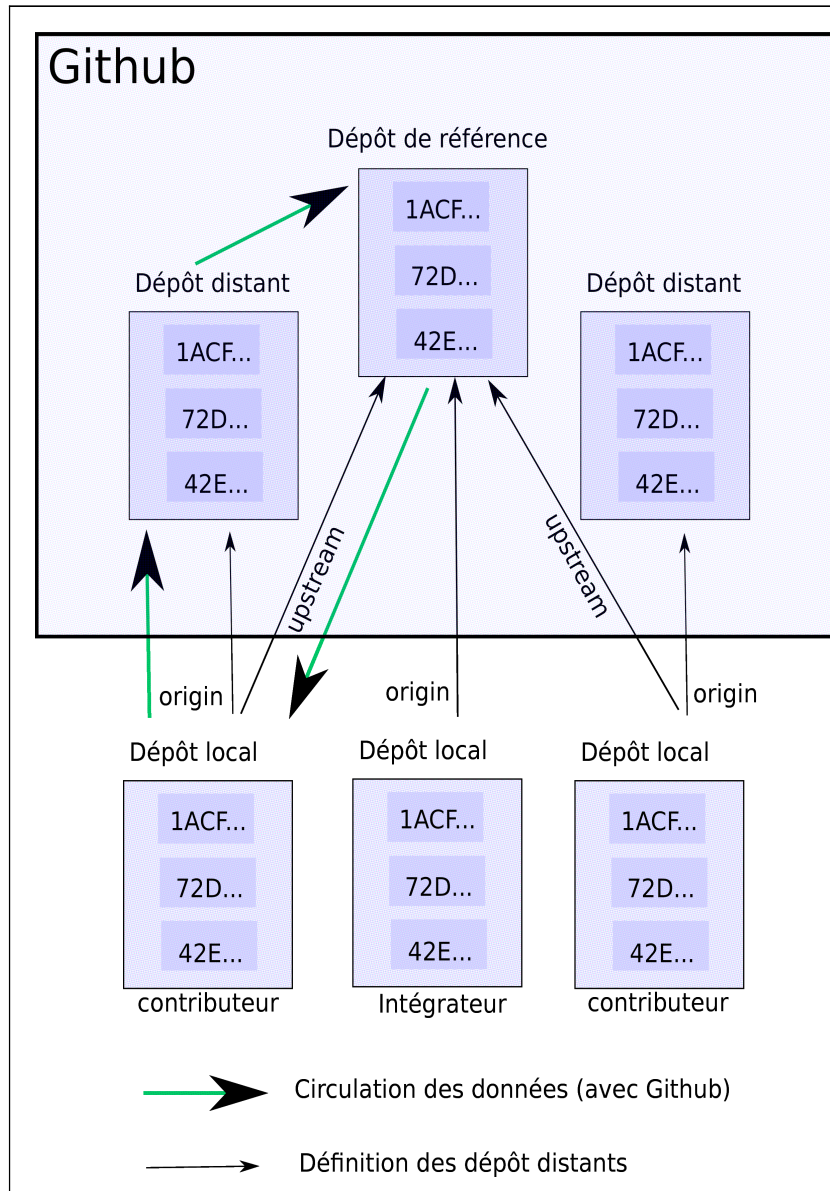 Github
Dépôt de référence
1ACF...
72D...
42E...
Dépôt distant
1ACF...
72D...
42E...
Dépôt distant
1ACF...
72D...
42E...
upstream
upstream
origin
origin
origin
Dépôt local
1ACF...
72D...
42E...
contributeur
Dépôt local
1ACF...
72D...
42E...
Intégrateur
Dépôt local
1ACF...
72D...
42E...
contributeur
Circulation des données (avec Github)
Définition des dépôt distants